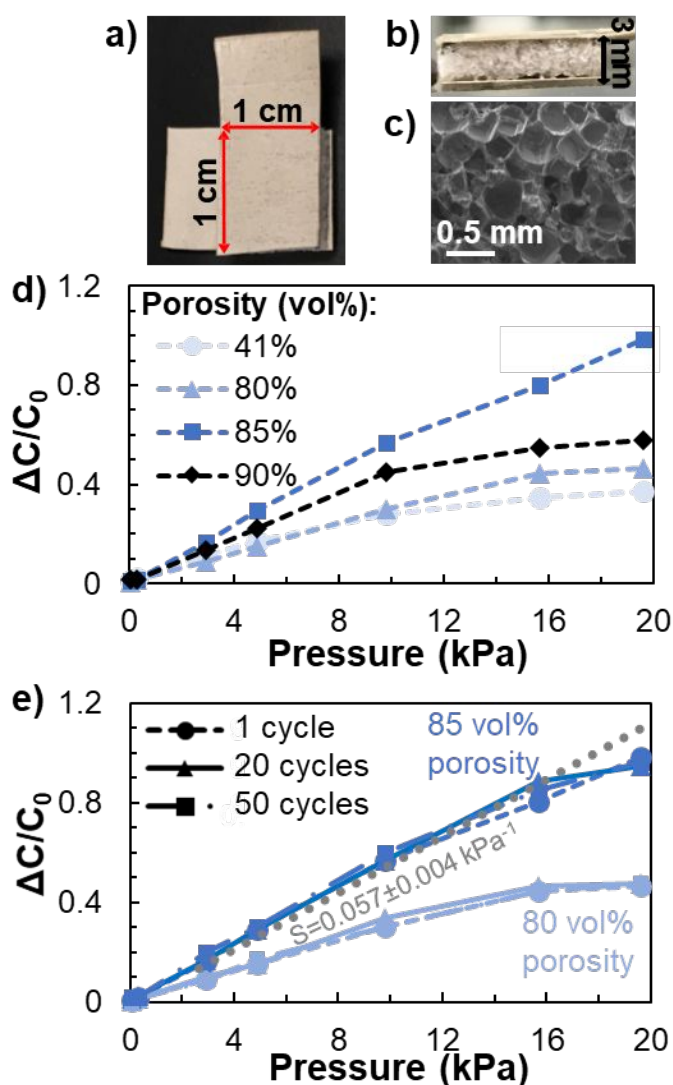 a)
1 cm
1 cm
b)
3 mm
c)
0.5 mm
d)
Porosity (vol%):
41%
80%
85%
90%
1.2
0.8
0.4
0
ΔC/C₀
0 4 8 12 16 20
Pressure (kPa)
e)
1 cycle
20 cycles
50 cycles
85 vol%
porosity
S=0.057±0.004 kPa⁻¹
80 vol%
porosity
1.2
0.8
0.4
0
ΔC/C₀
0 4 8 12 16 20
Pressure (kPa)